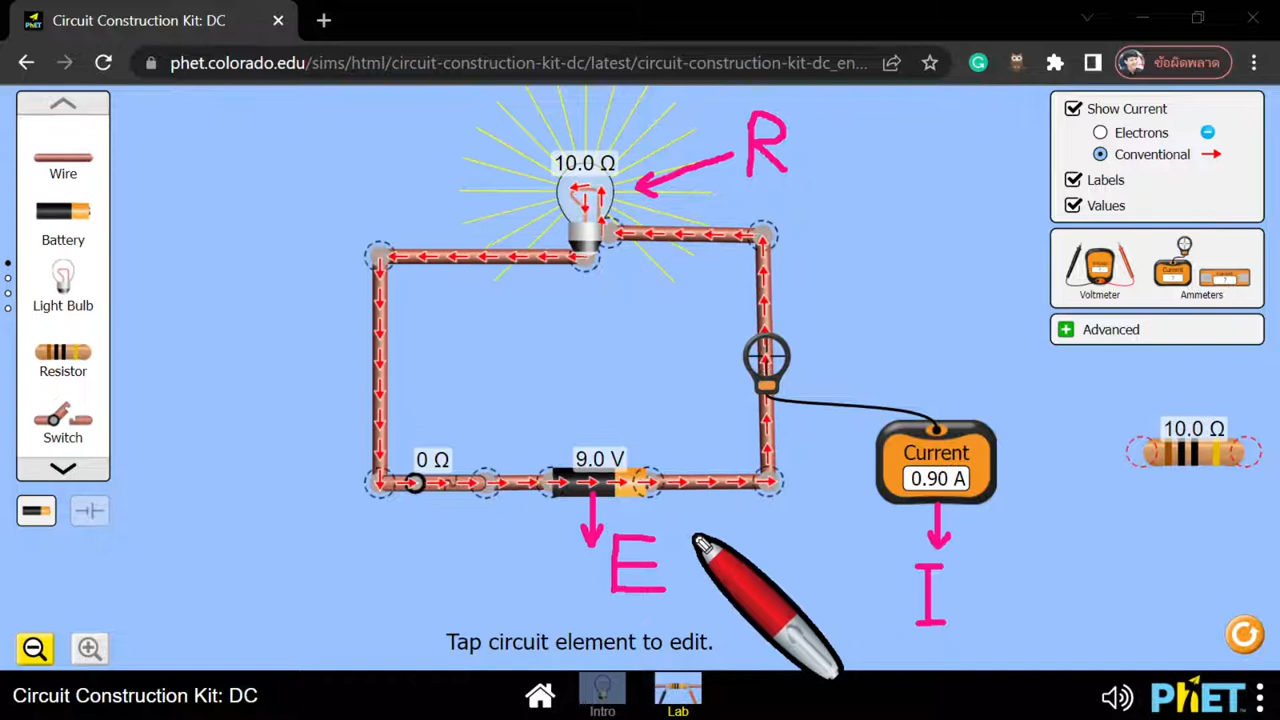 PhET
Circuit Construction Kit: DC
phet.colorado.edu/sims/html/circuit-construction-kit-dc/latest/circuit-construction-kit-dc_en...
ข้อผิดพลาด
Wire
Battery
Light Bulb
Resistor
Switch
10.0 Ω
R
0 Ω
9.0 V
E
Current
0.90 A
I
Show Current
Electrons
Conventional
Labels
Values
Voltmeter
Current
?
Ammeters
Advanced
10.0 Ω
Tap circuit element to edit.
Circuit Construction Kit: DC
Intro
Lab
PhET